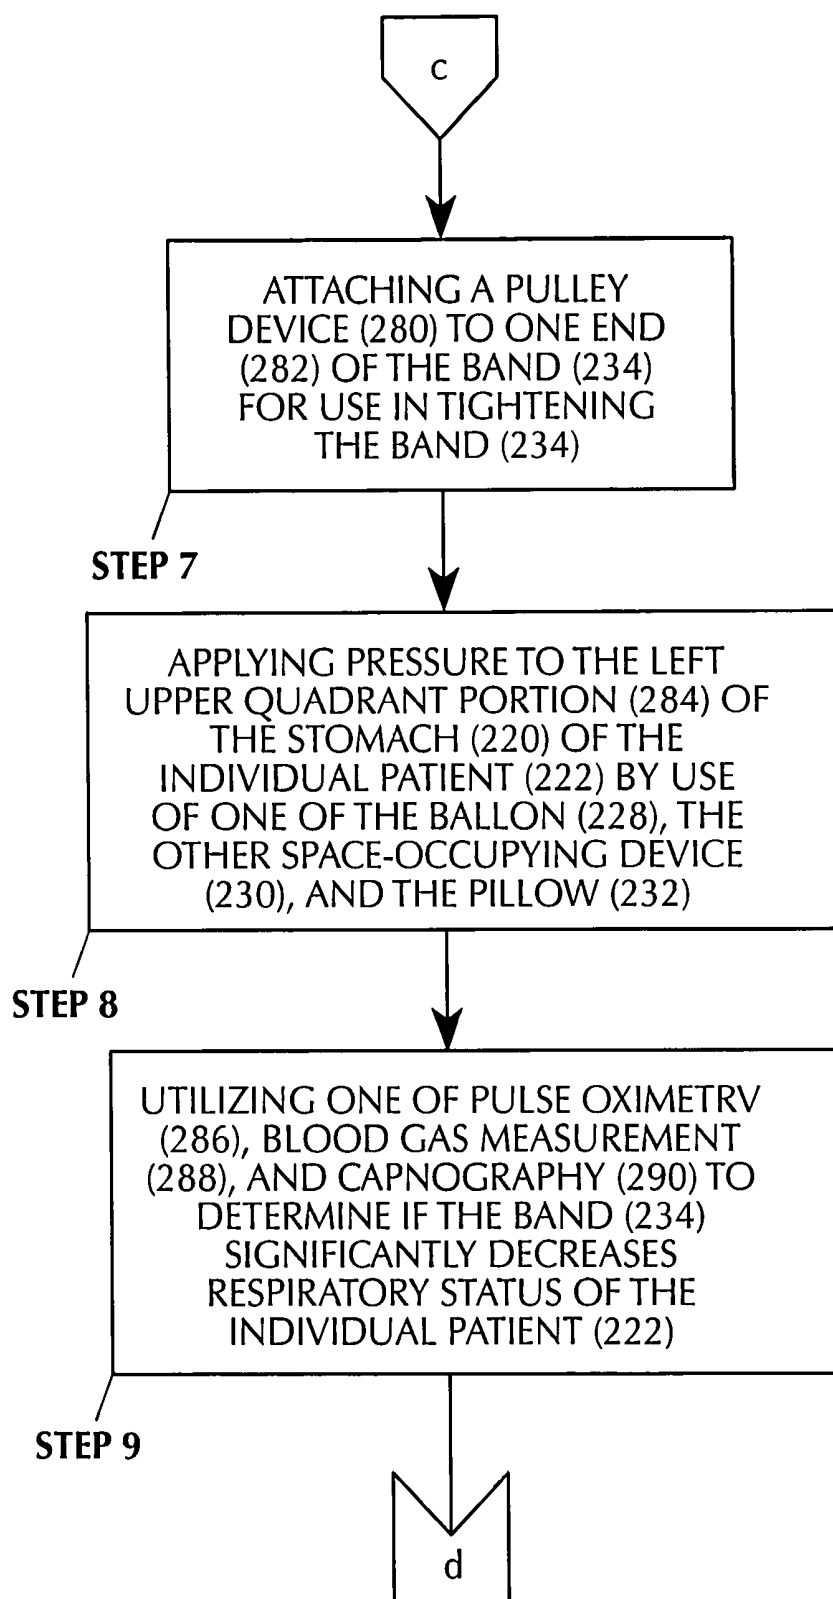 c
ATTACHING A PULLEY
DEVICE (280) TO ONE END
(282) OF THE BAND (234)
FOR USE IN TIGHTENING
THE BAND (234)
STEP 7
APPLYING PRESSURE TO THE LEFT
UPPER QUADRANT PORTION (284) OF
THE STOMACH (220) OF THE
INDIVIDUAL PATIENT (222) BY USE
OF ONE OF THE BALLON (228), THE
OTHER SPACE-OCCUPYING DEVICE
(230), AND THE PILLOW (232)
STEP 8
UTILIZING ONE OF PULSE OXIMETRV
(286), BLOOD GAS MEASUREMENT
(288), AND CAPNOGRAPHY (290) TO
DETERMINE IF THE BAND (234)
SIGNIFICANTLY DECREASES
RESPIRATORY STATUS OF THE
INDIVIDUAL PATIENT (222)
STEP 9
d